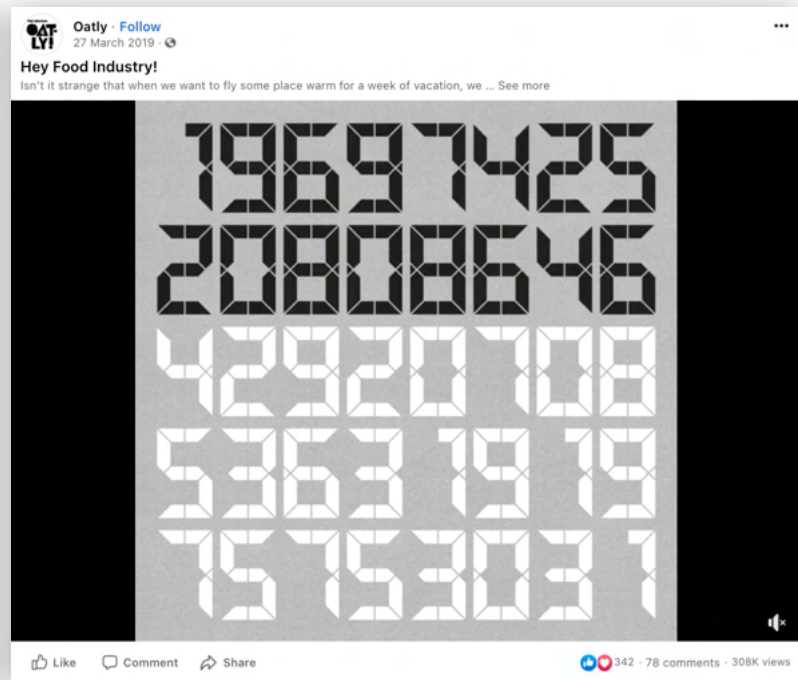 OAT-
LY!
Oatly · Follow
27 March 2019 ·
Hey Food Industry!
Isn't it strange that when we want to fly some place warm for a week of vacation, we ... See more
19697425
20808646
42920108
53631919
75153031
Like
Comment
Share
342 · 78 comments · 308K views